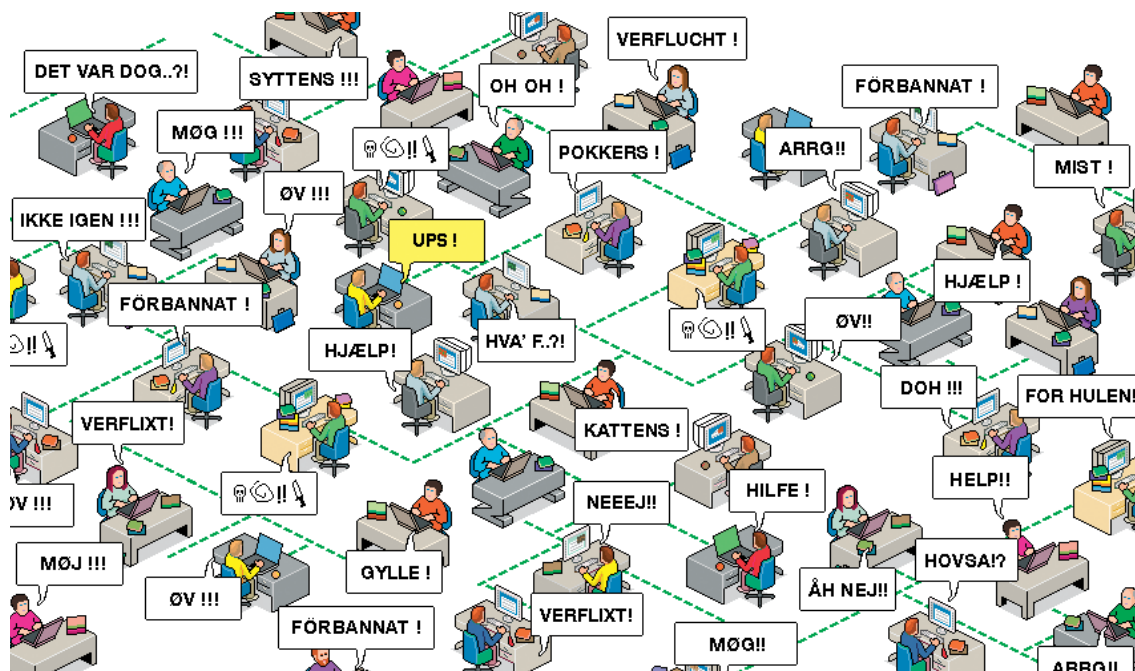 VERFLUCHT !
DET VAR DOG..?!
SYTTENS !!!
OH OH !
FÖRBANNAT !
MØG !!!
!!
POKKERS !
ARRG!!
MIST !
ØV !!!
IKKE IGEN !!!
UPS !
HJÆLP !
FÖRBANNAT !
!!
HJÆLP!
HVA' F..?!
!!
ØV!!
DOH !!!
FOR HULEN!
VERFLIXT!
KATTENS !
ØV !!!
!!
NEEEJ!!
HILFE !
HELP!!
MØJ !!!
GYLLE !
HOVSA!?
ØV !!!
ÅH NEJ!!
FÖRBANNAT !
VERFLIXT!
MØG!!
ARRG!!